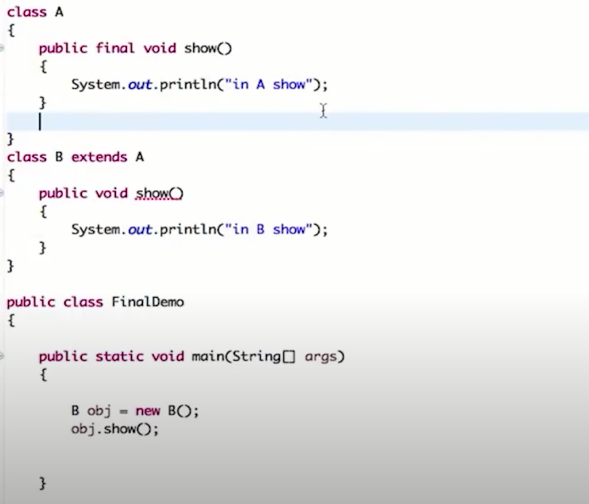 class A
{
public final void show()
{
System.out.println("in A show");
}
}
class B extends A
{
public void show()
{
System.out.println("in B show");
}
}
public class FinalDemo
{
public static void main(String[] args)
{
B obj = new B();
obj.show();
}